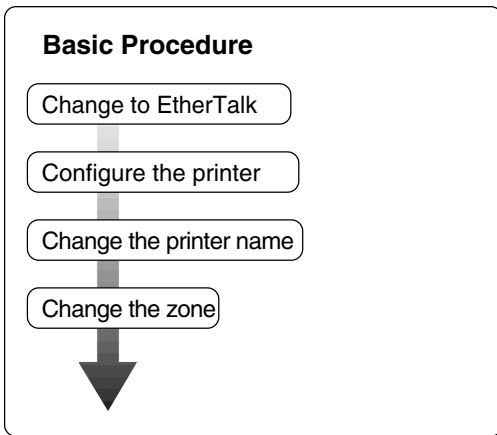 Basic Procedure
Change to EtherTalk
Configure the printer
Change the printer name
Change the zone